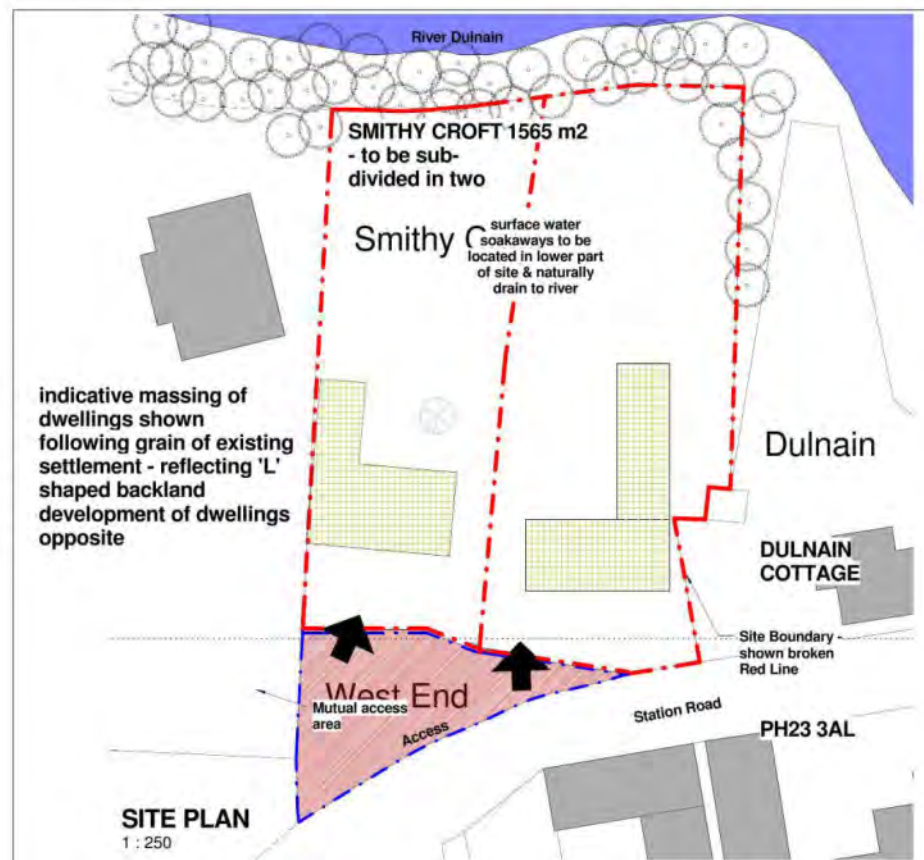 River Dulnain
SMITHY CROFT 1565 m2
- to be sub-
divided in two
Smithy C
surface water
soakaways to be
located in lower part
of site & naturally
drain to river
indicative massing of
dwellings shown
following grain of existing
settlement - reflecting 'L'
shaped backland
development of dwellings
opposite
Dulnain
DULNAIN
COTTAGE
Site Boundary -
shown broken
Red Line
West End
Mutual access
area
Access
Station Road
PH23 3AL
SITE PLAN
1 : 250